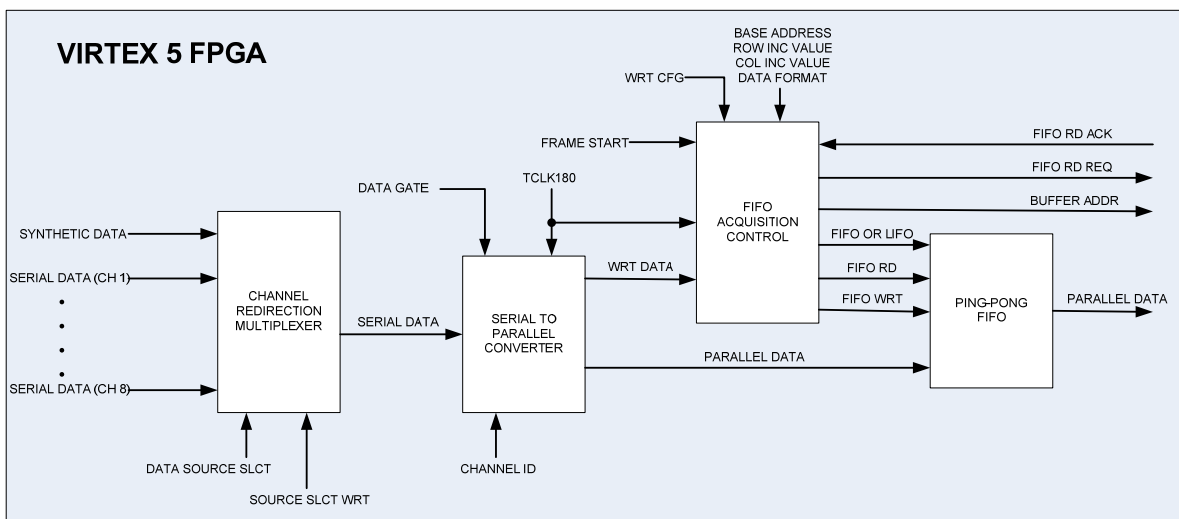 VIRTEX 5 FPGA
BASE ADDRESS
ROW INC VALUE
COL INC VALUE
DATA FORMAT
WRT CFG
FRAME START
FIFO RD ACK
FIFO RD REQ
BUFFER ADDR
DATA GATE
TCLK180
FIFO
ACQUISITION
CONTROL
FIFO OR LIFO
FIFO RD
FIFO WRT
SYNTHETIC DATA
SERIAL DATA (CH 1)
SERIAL DATA (CH 8)
CHANNEL
REDIRECTION
MULTIPLEXER
SERIAL DATA
WRT DATA
SERIAL TO
PARALLEL
CONVERTER
PARALLEL DATA
PING-PONG
FIFO
PARALLEL DATA
DATA SOURCE SLCT
SOURCE SLCT WRT
CHANNEL ID